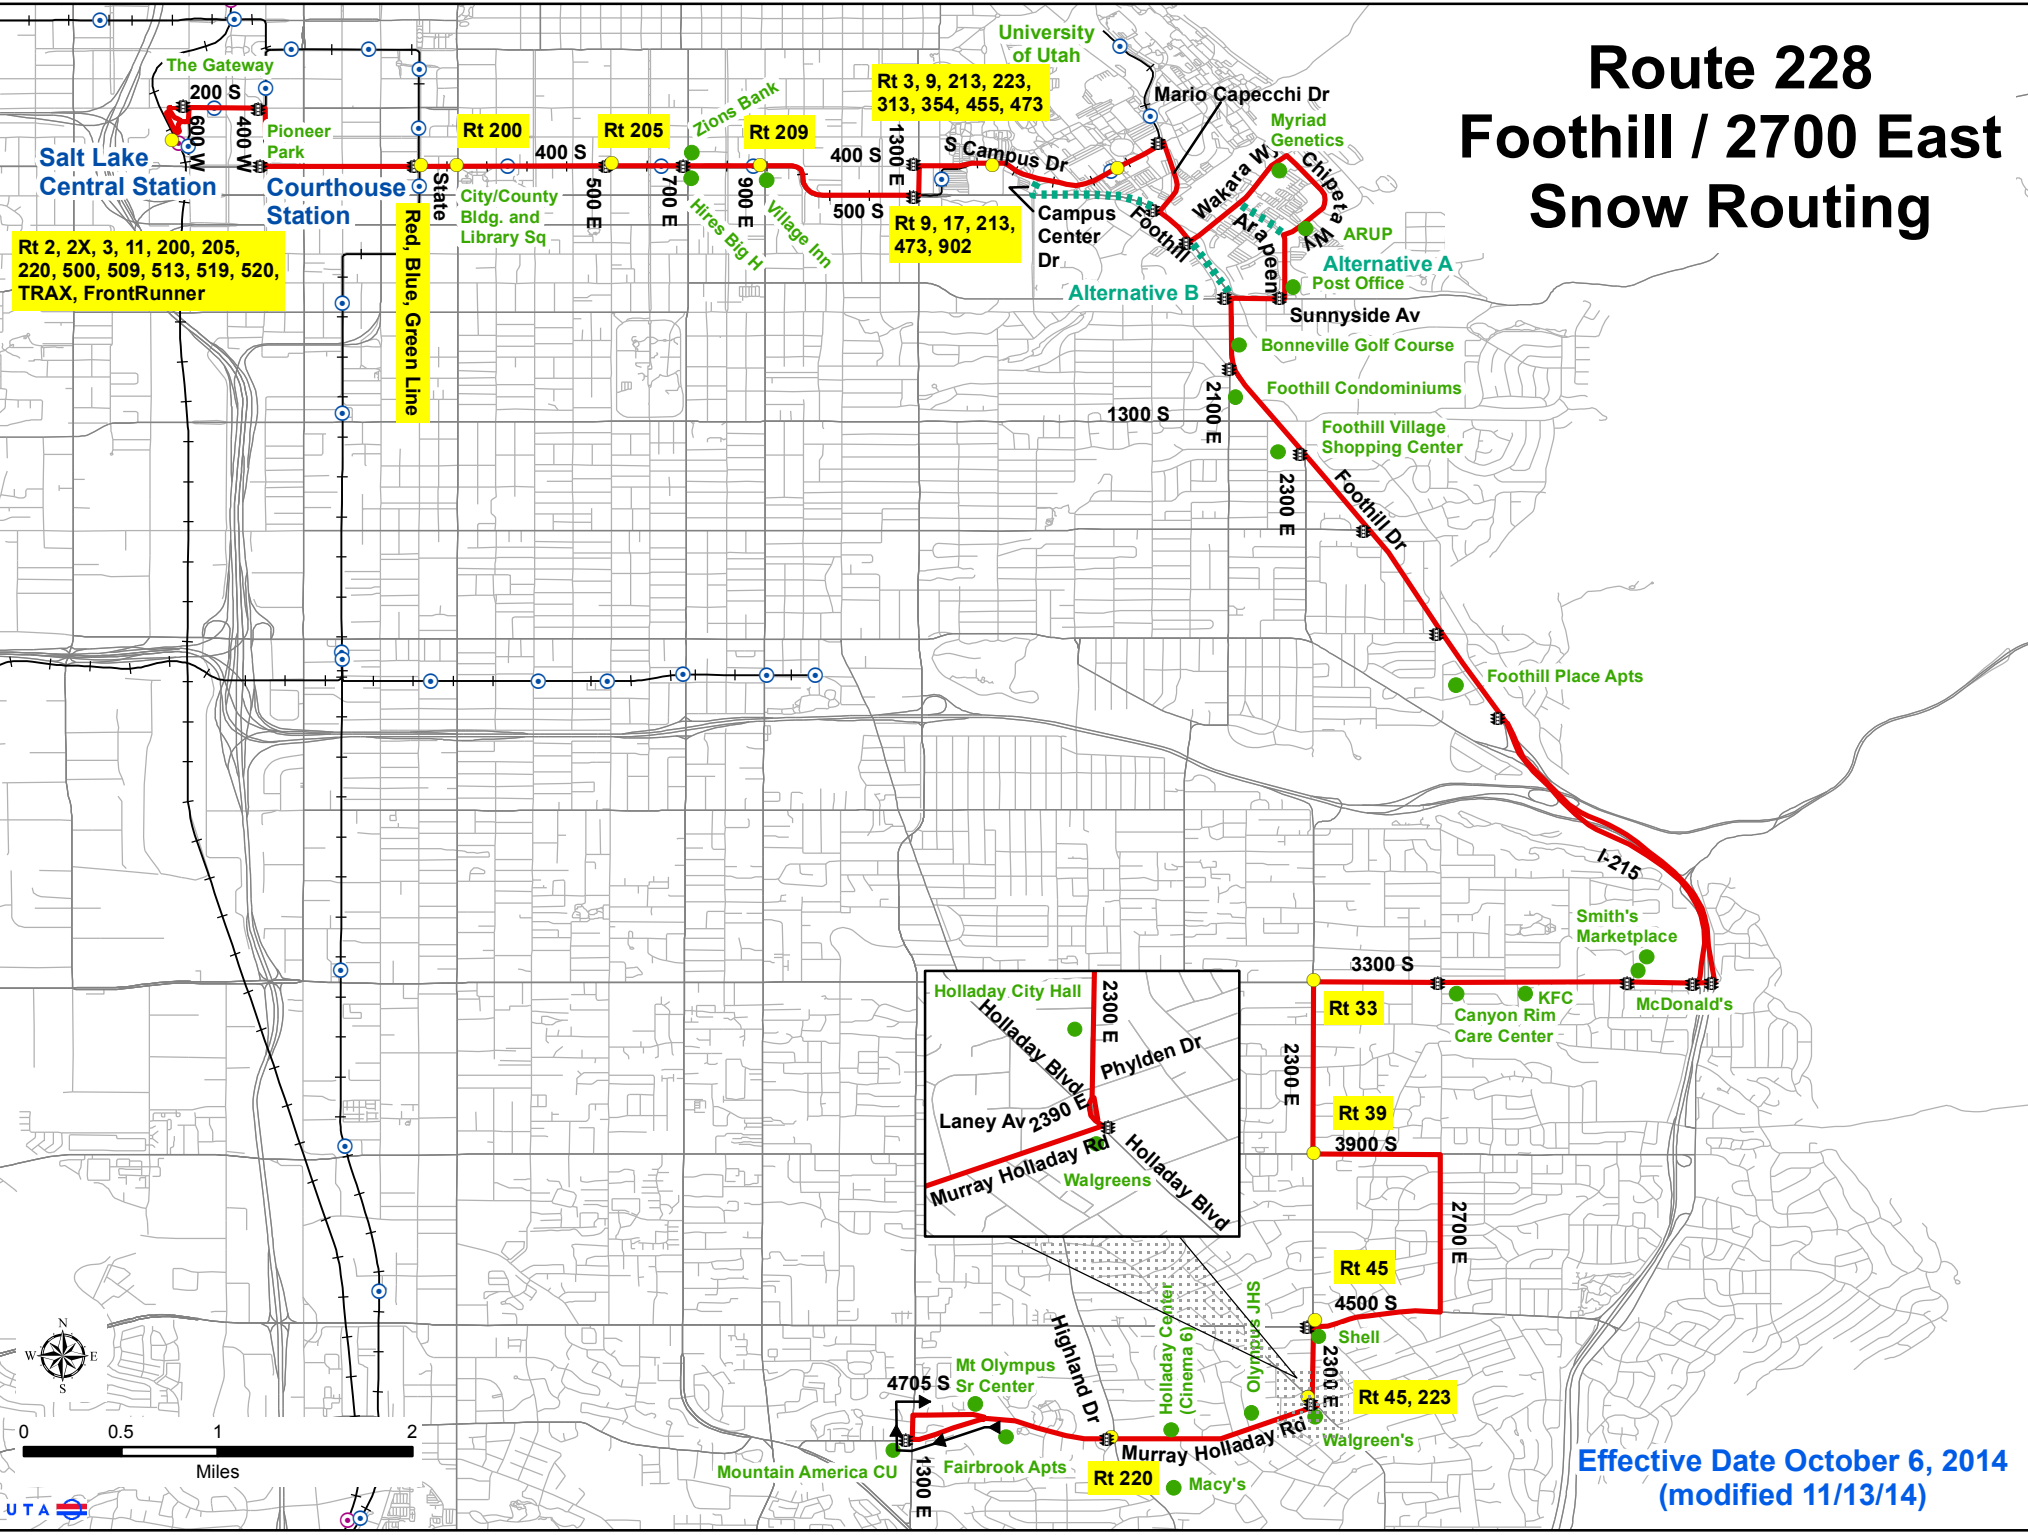 Route 228
Foothill / 2700 East
Snow Routing
University
of Utah
The Gateway
200 S
600 W
400 W
Pioneer
Park
Salt Lake
Central Station
Courthouse
Station
Rt 2, 2X, 3, 11, 200, 205,
220, 500, 509, 513, 519, 520,
TRAX, FrontRunner
Red, Blue, Green Line
State
Rt 200
City/County
Bldg. and
Library Sq
400 S
Rt 205
500 E
700 E
Zions Bank
Hires Big H
Rt 209
900 E
Village Inn
400 S
500 S
1300 E
Rt 3, 9, 213, 223,
313, 354, 455, 473
Rt 9, 17, 213,
473, 902
S Campus Dr
Campus
Center
Dr
Mario Capecchi Dr
Myriad
Genetics
Wakara W
Chipeta
Wy
Arapeen
Foothill
ARUP
Alternative A
Post Office
Alternative B
Sunnyside Av
Bonneville Golf Course
Foothill Condominiums
2100 E
1300 S
Foothill Village
Shopping Center
2300 E
Foothill Dr
Foothill Place Apts
I-215
Smith's
Marketplace
3300 S
Rt 33
KFC
McDonald's
Canyon Rim
Care Center
2300 E
Rt 39
3900 S
2700 E
Rt 45
4500 S
Shell
2300 E
Rt 45, 223
Walgreen's
Holladay City Hall
2300 E
Holladay Blvd
Phylden Dr
2390 E
Laney Av
Murray Holladay Rd
Walgreens
Holladay Blvd
Highland Dr
Holladay Center
(Cinema 6)
Olympus JHS
Murray Holladay Rd
Rt 220
Macy's
4705 S
Mt Olympus
Sr Center
Fairbrook Apts
Mountain America CU
1300 E
N
W E
S
0 0.5 1 2
Miles
UTA
Effective Date October 6, 2014
(modified 11/13/14)